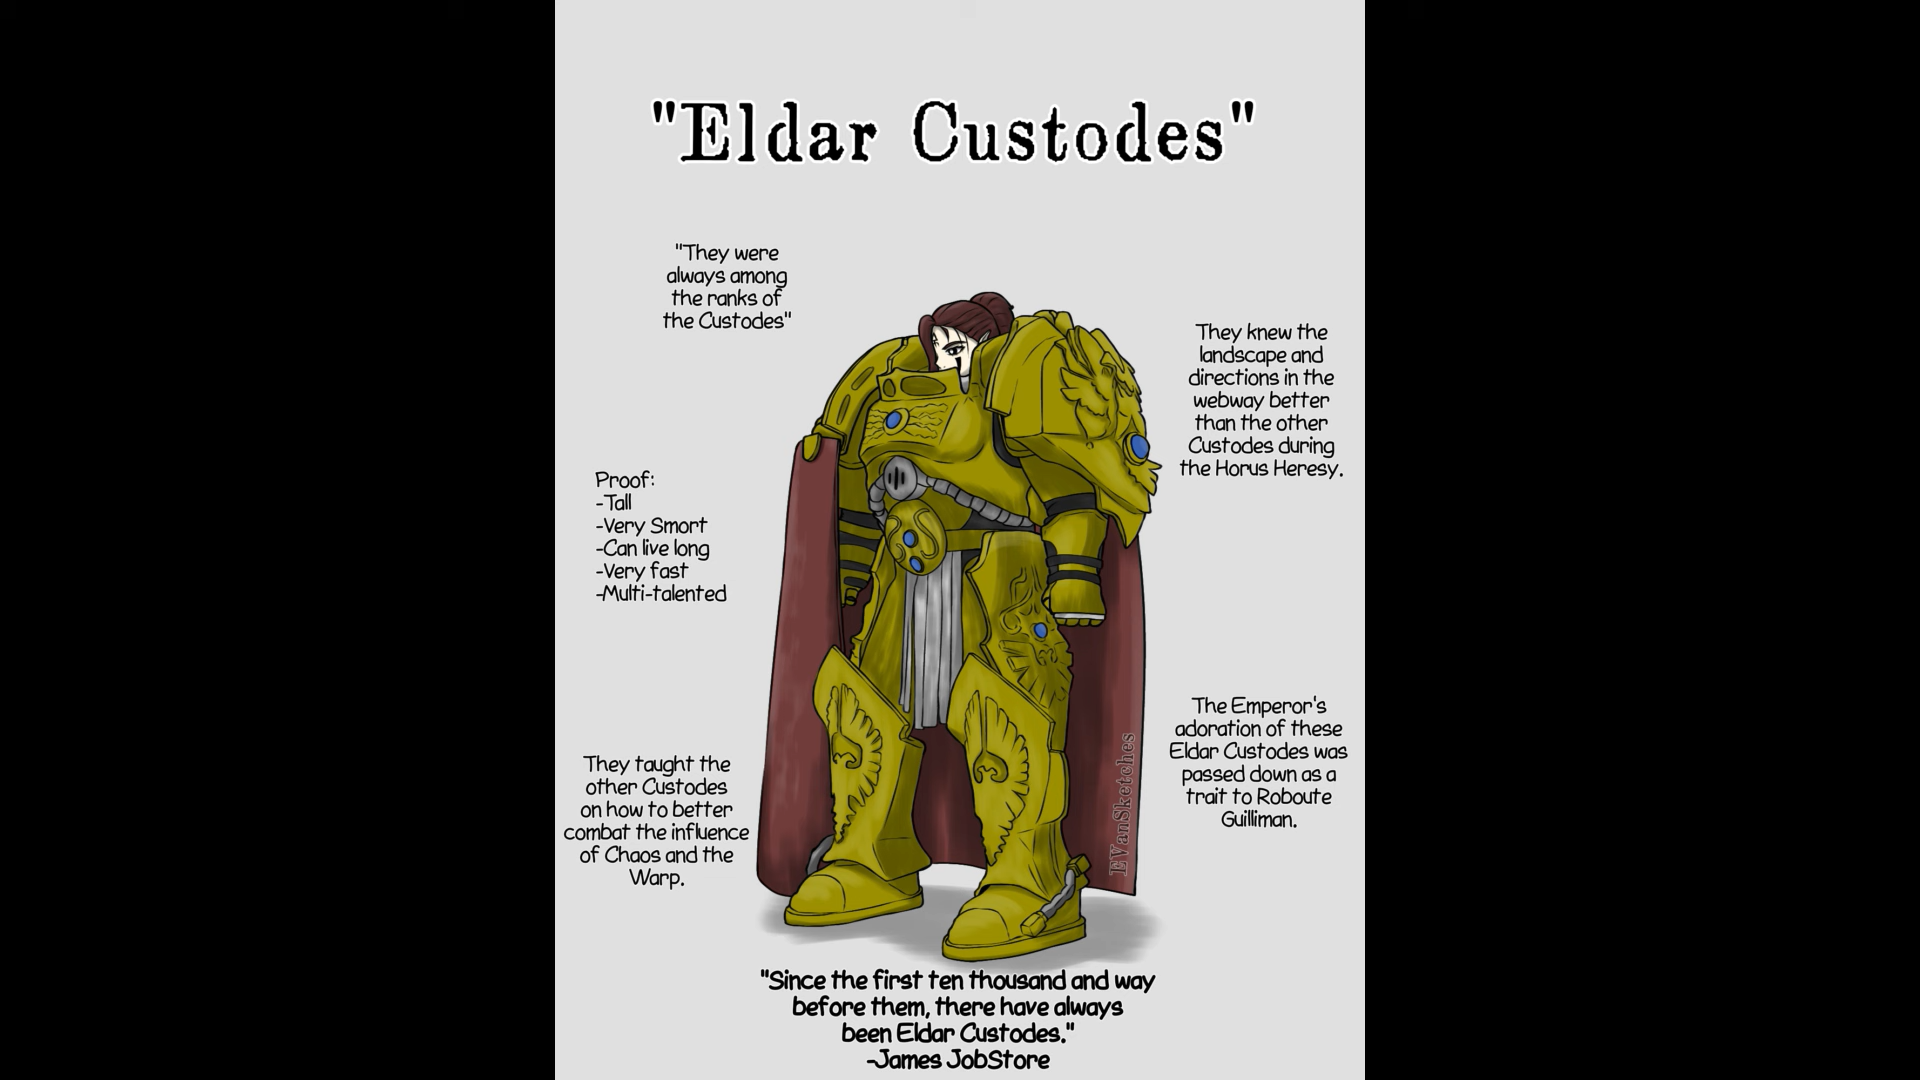 "Eldar Custodes"
"They were
always among
the ranks of
the Custodes"
They knew the
landscape and
directions in the
webway better
than the other
Custodes during
the Horus Heresy.
Proof:
-Tall
-Very Smort
-Can live long
-Very fast
-Multi-talented
The Emperor's
adoration of these
Eldar Custodes was
passed down as a
trait to Roboute
Guilliman.
They taught the
other Custodes
on how to better
combat the influence
of Chaos and the
Warp.
EVanSketches
"Since the first ten thousand and way
before them, there have always
been Eldar Custodes."
-James JobStore